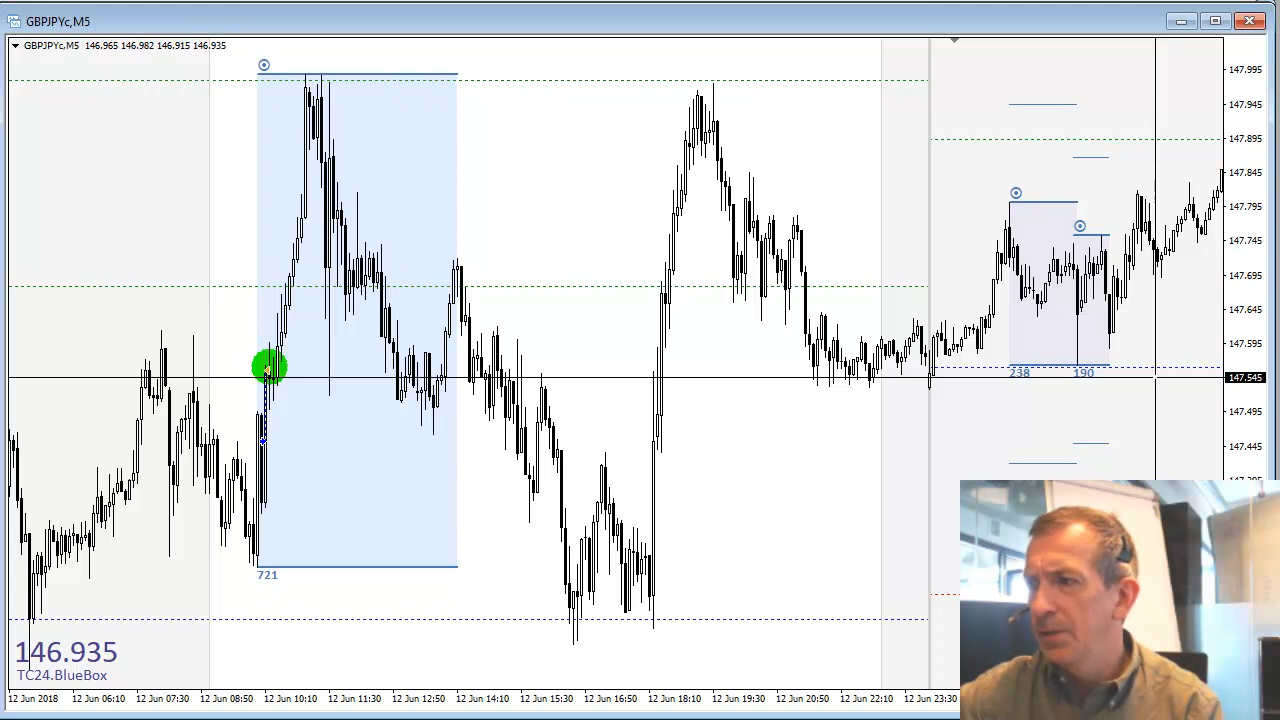 GBPJPYc,M5
GBPJPYc,M5 146.965 146.982 146.915 146.935
147.995
147.945
147.895
147.845
147.795
147.745
147.695
147.645
147.595
147.545
147.495
147.445
238
190
721
146.935
TC24.BlueBox
12 Jun 2018
12 Jun 06:10
12 Jun 07:30
12 Jun 08:50
12 Jun 10:10
12 Jun 11:30
12 Jun 12:50
12 Jun 14:10
12 Jun 15:30
12 Jun 16:50
12 Jun 18:10
12 Jun 19:30
12 Jun 20:50
12 Jun 22:10
12 Jun 23:30